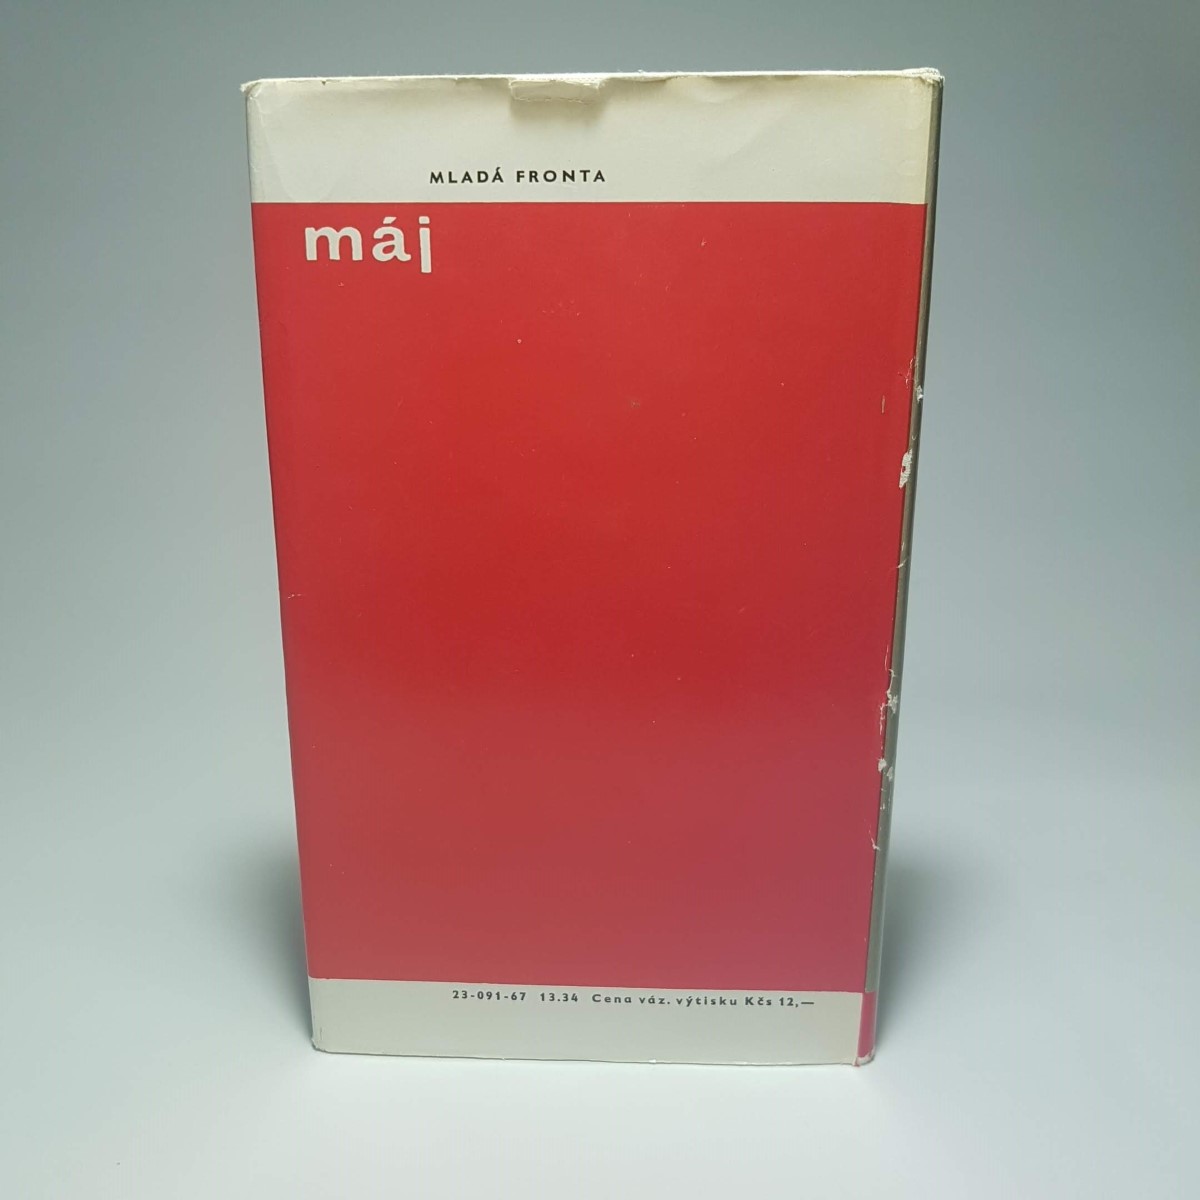 MLADÁ FRONTA
máj
23-091-67 13.34 Cena váz. výtisku Kčs 12,—